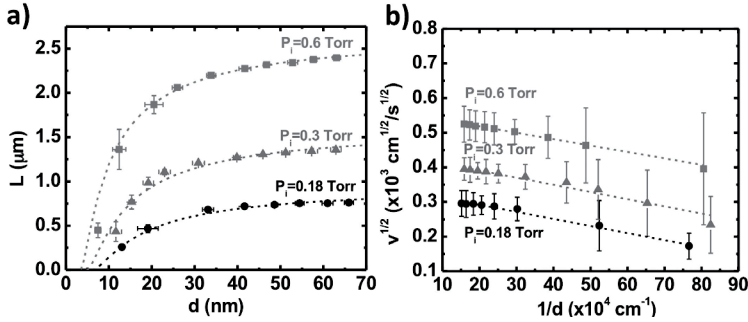 a)
2.5
2.0
1.5
1.0
0.5
0.0
L (μm)
P_i=0.6 Torr
P_i=0.3 Torr
P_i=0.18 Torr
0 10 20 30 40 50 60 70
d (nm)
b)
0.8
0.7
0.6
0.5
0.4
0.3
0.2
0.1
v^1/2 (x10^3 cm^1/2/s^1/2)
P_i=0.6 Torr
P_i=0.3 Torr
P_i=0.18 Torr
10 20 30 40 50 60 70 80 90
1/d (x10^4 cm^-1)